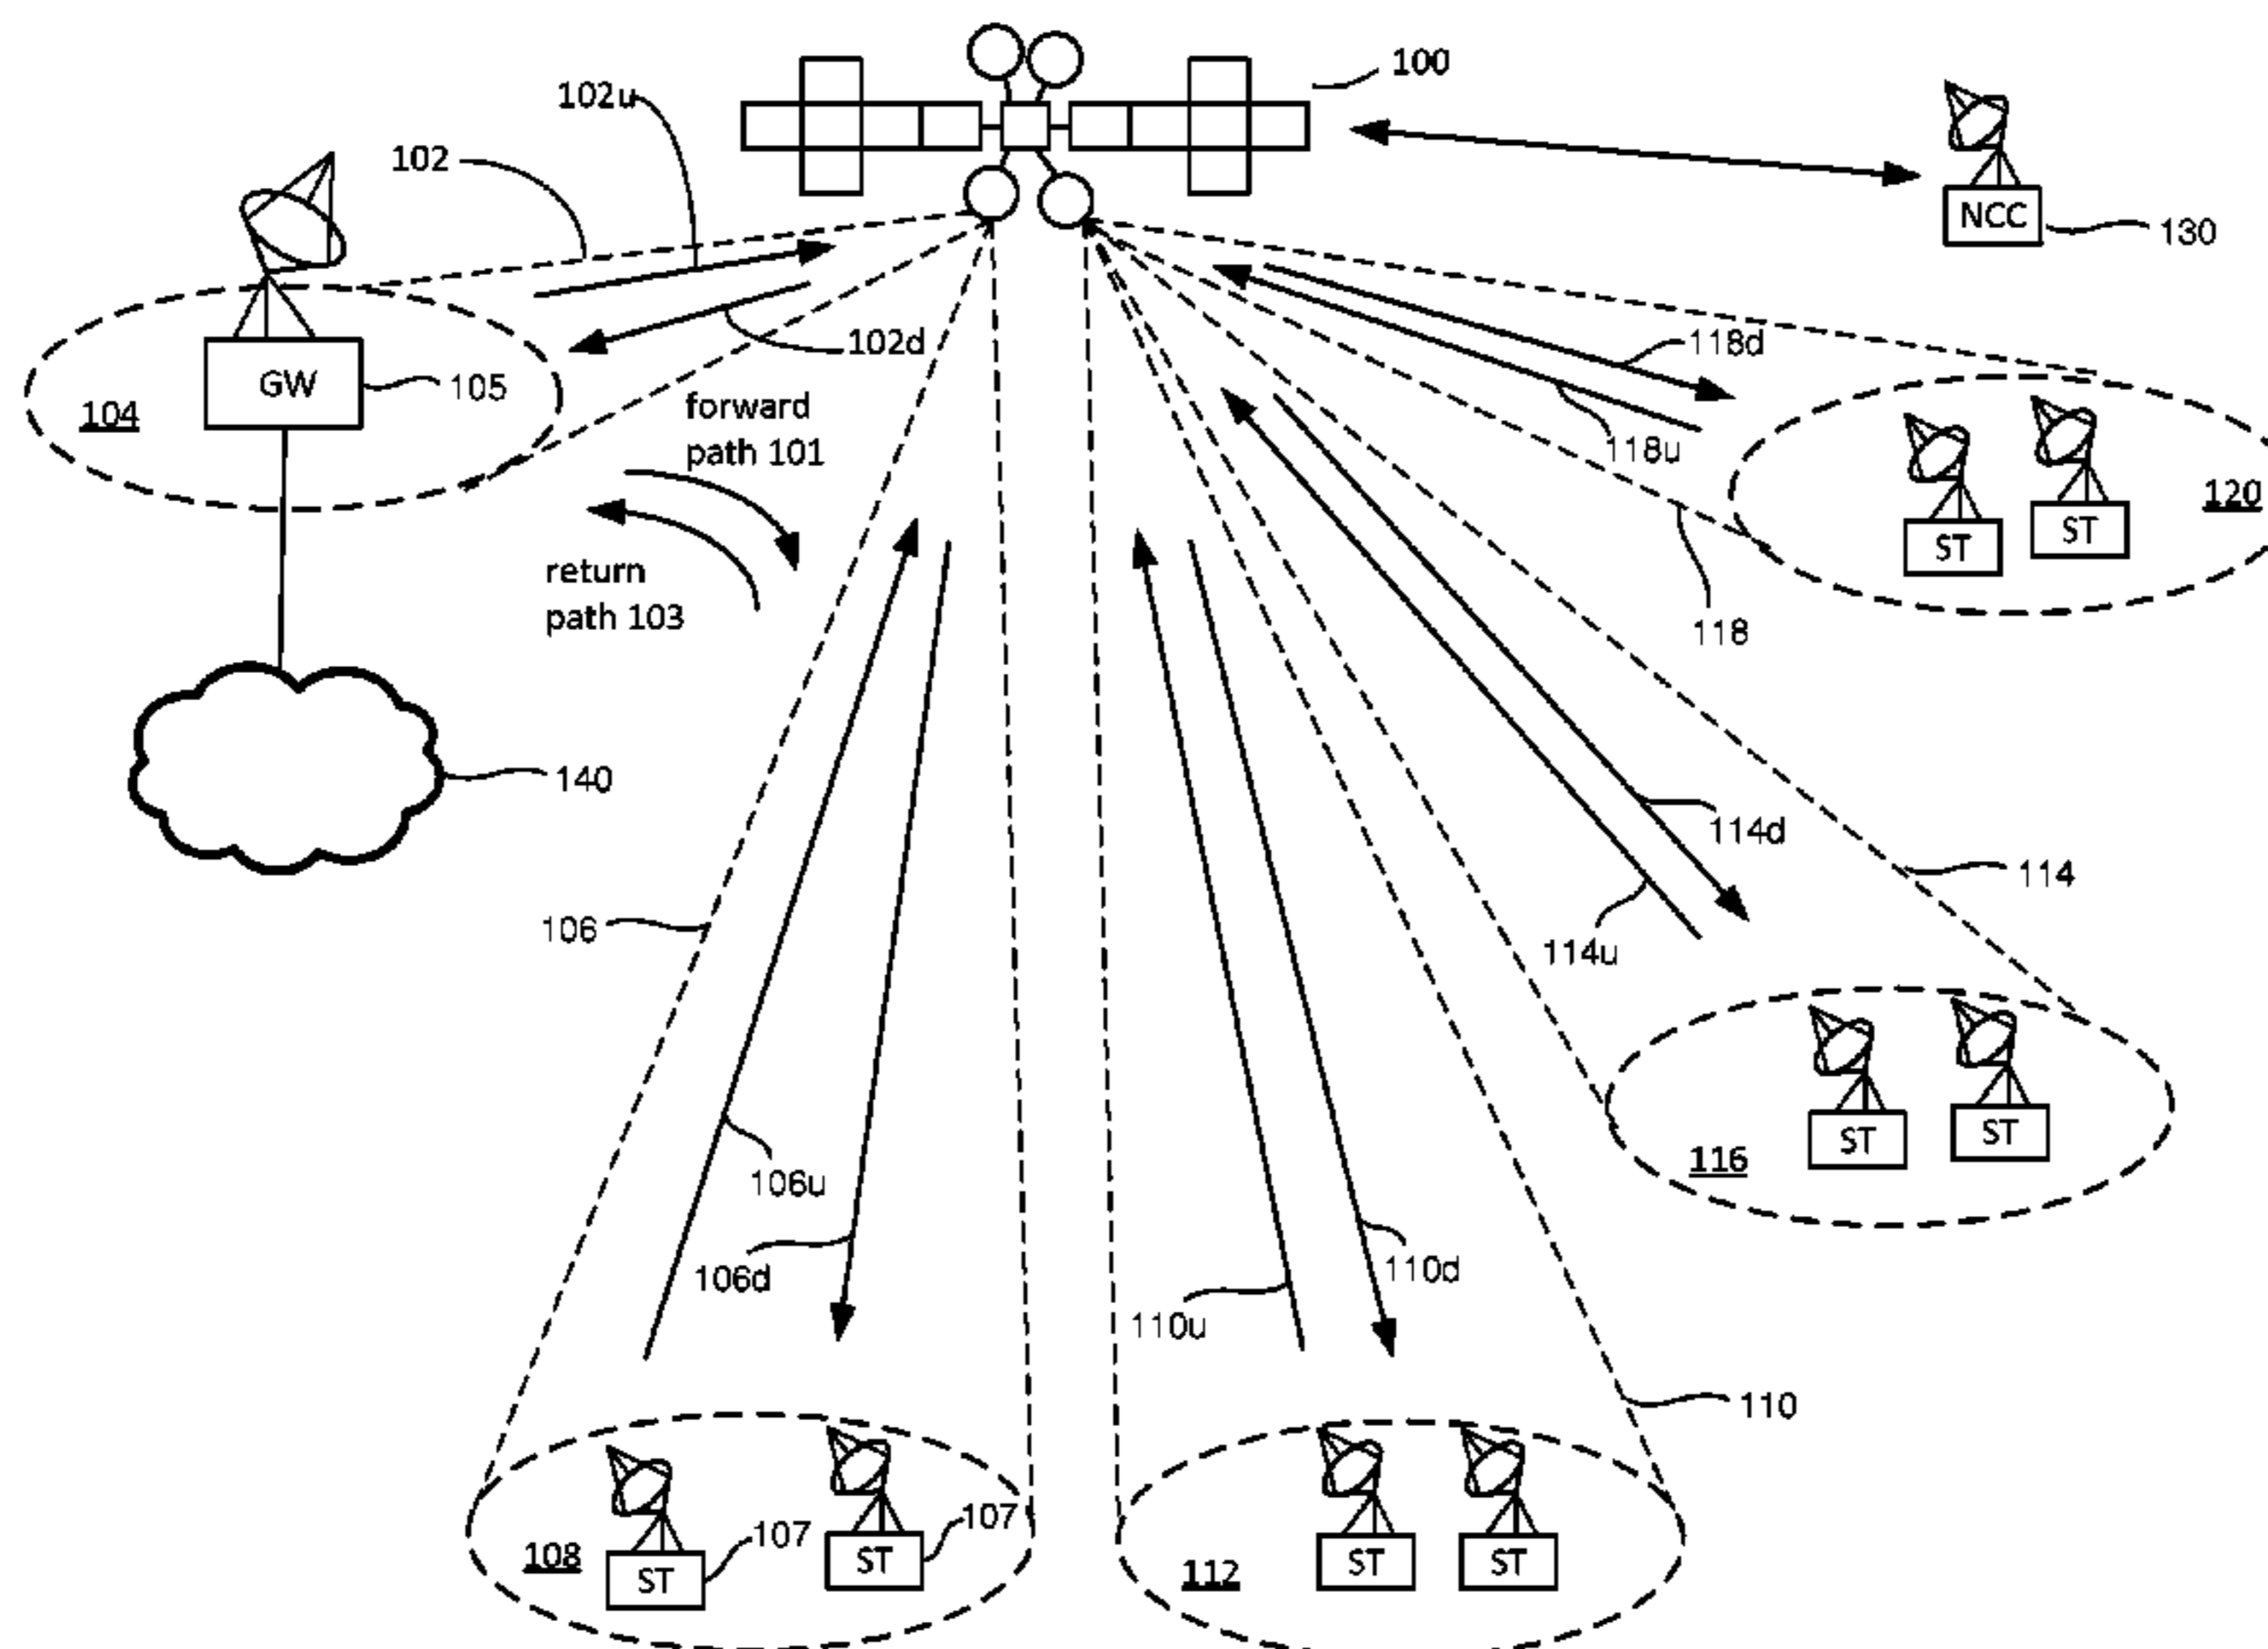 100
102u
102
NCC
130
102d
118d
GW
105
104
forward
path 101
118u
120
ST
ST
return
path 103
118
140
114d
114
106
114u
ST
ST
116
106u
106d
110d
110u
110
107
107
108
ST
ST
112
ST
ST